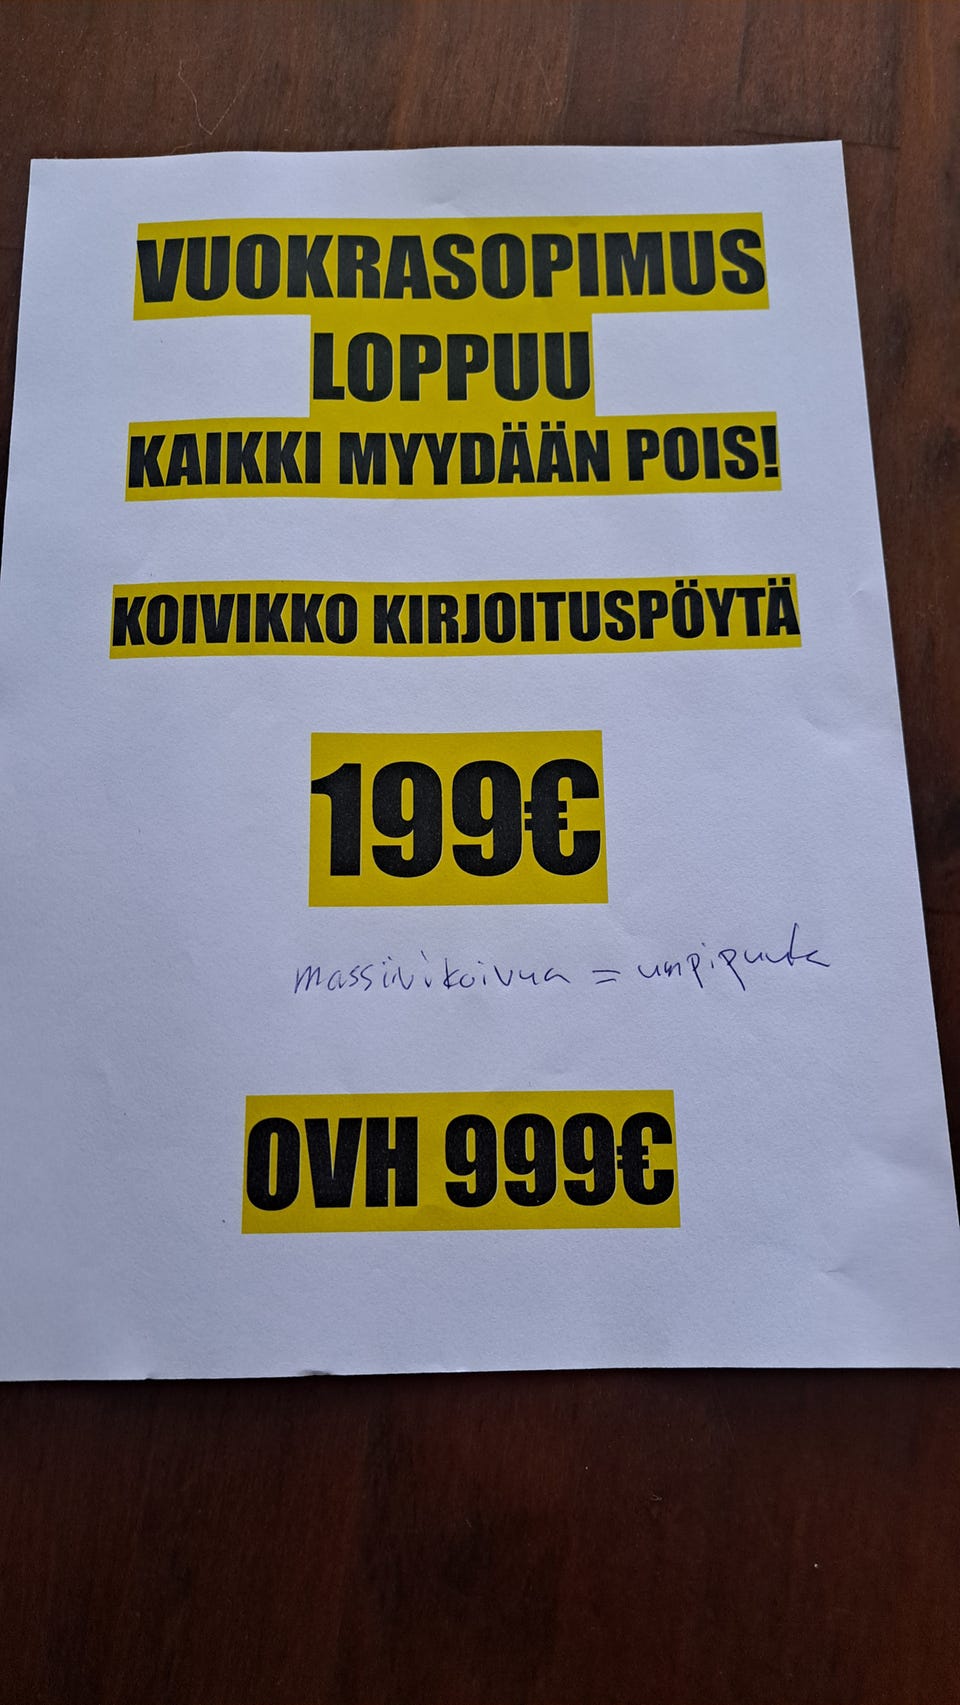 VUOKRASOPIMUS
LOPPUU
KAIKKI MYYDÄÄN POIS!
KOIVIKKO KIRJOITUSPÖYTÄ
199€
massiivikoivua = umpipuuta
OVH 999€